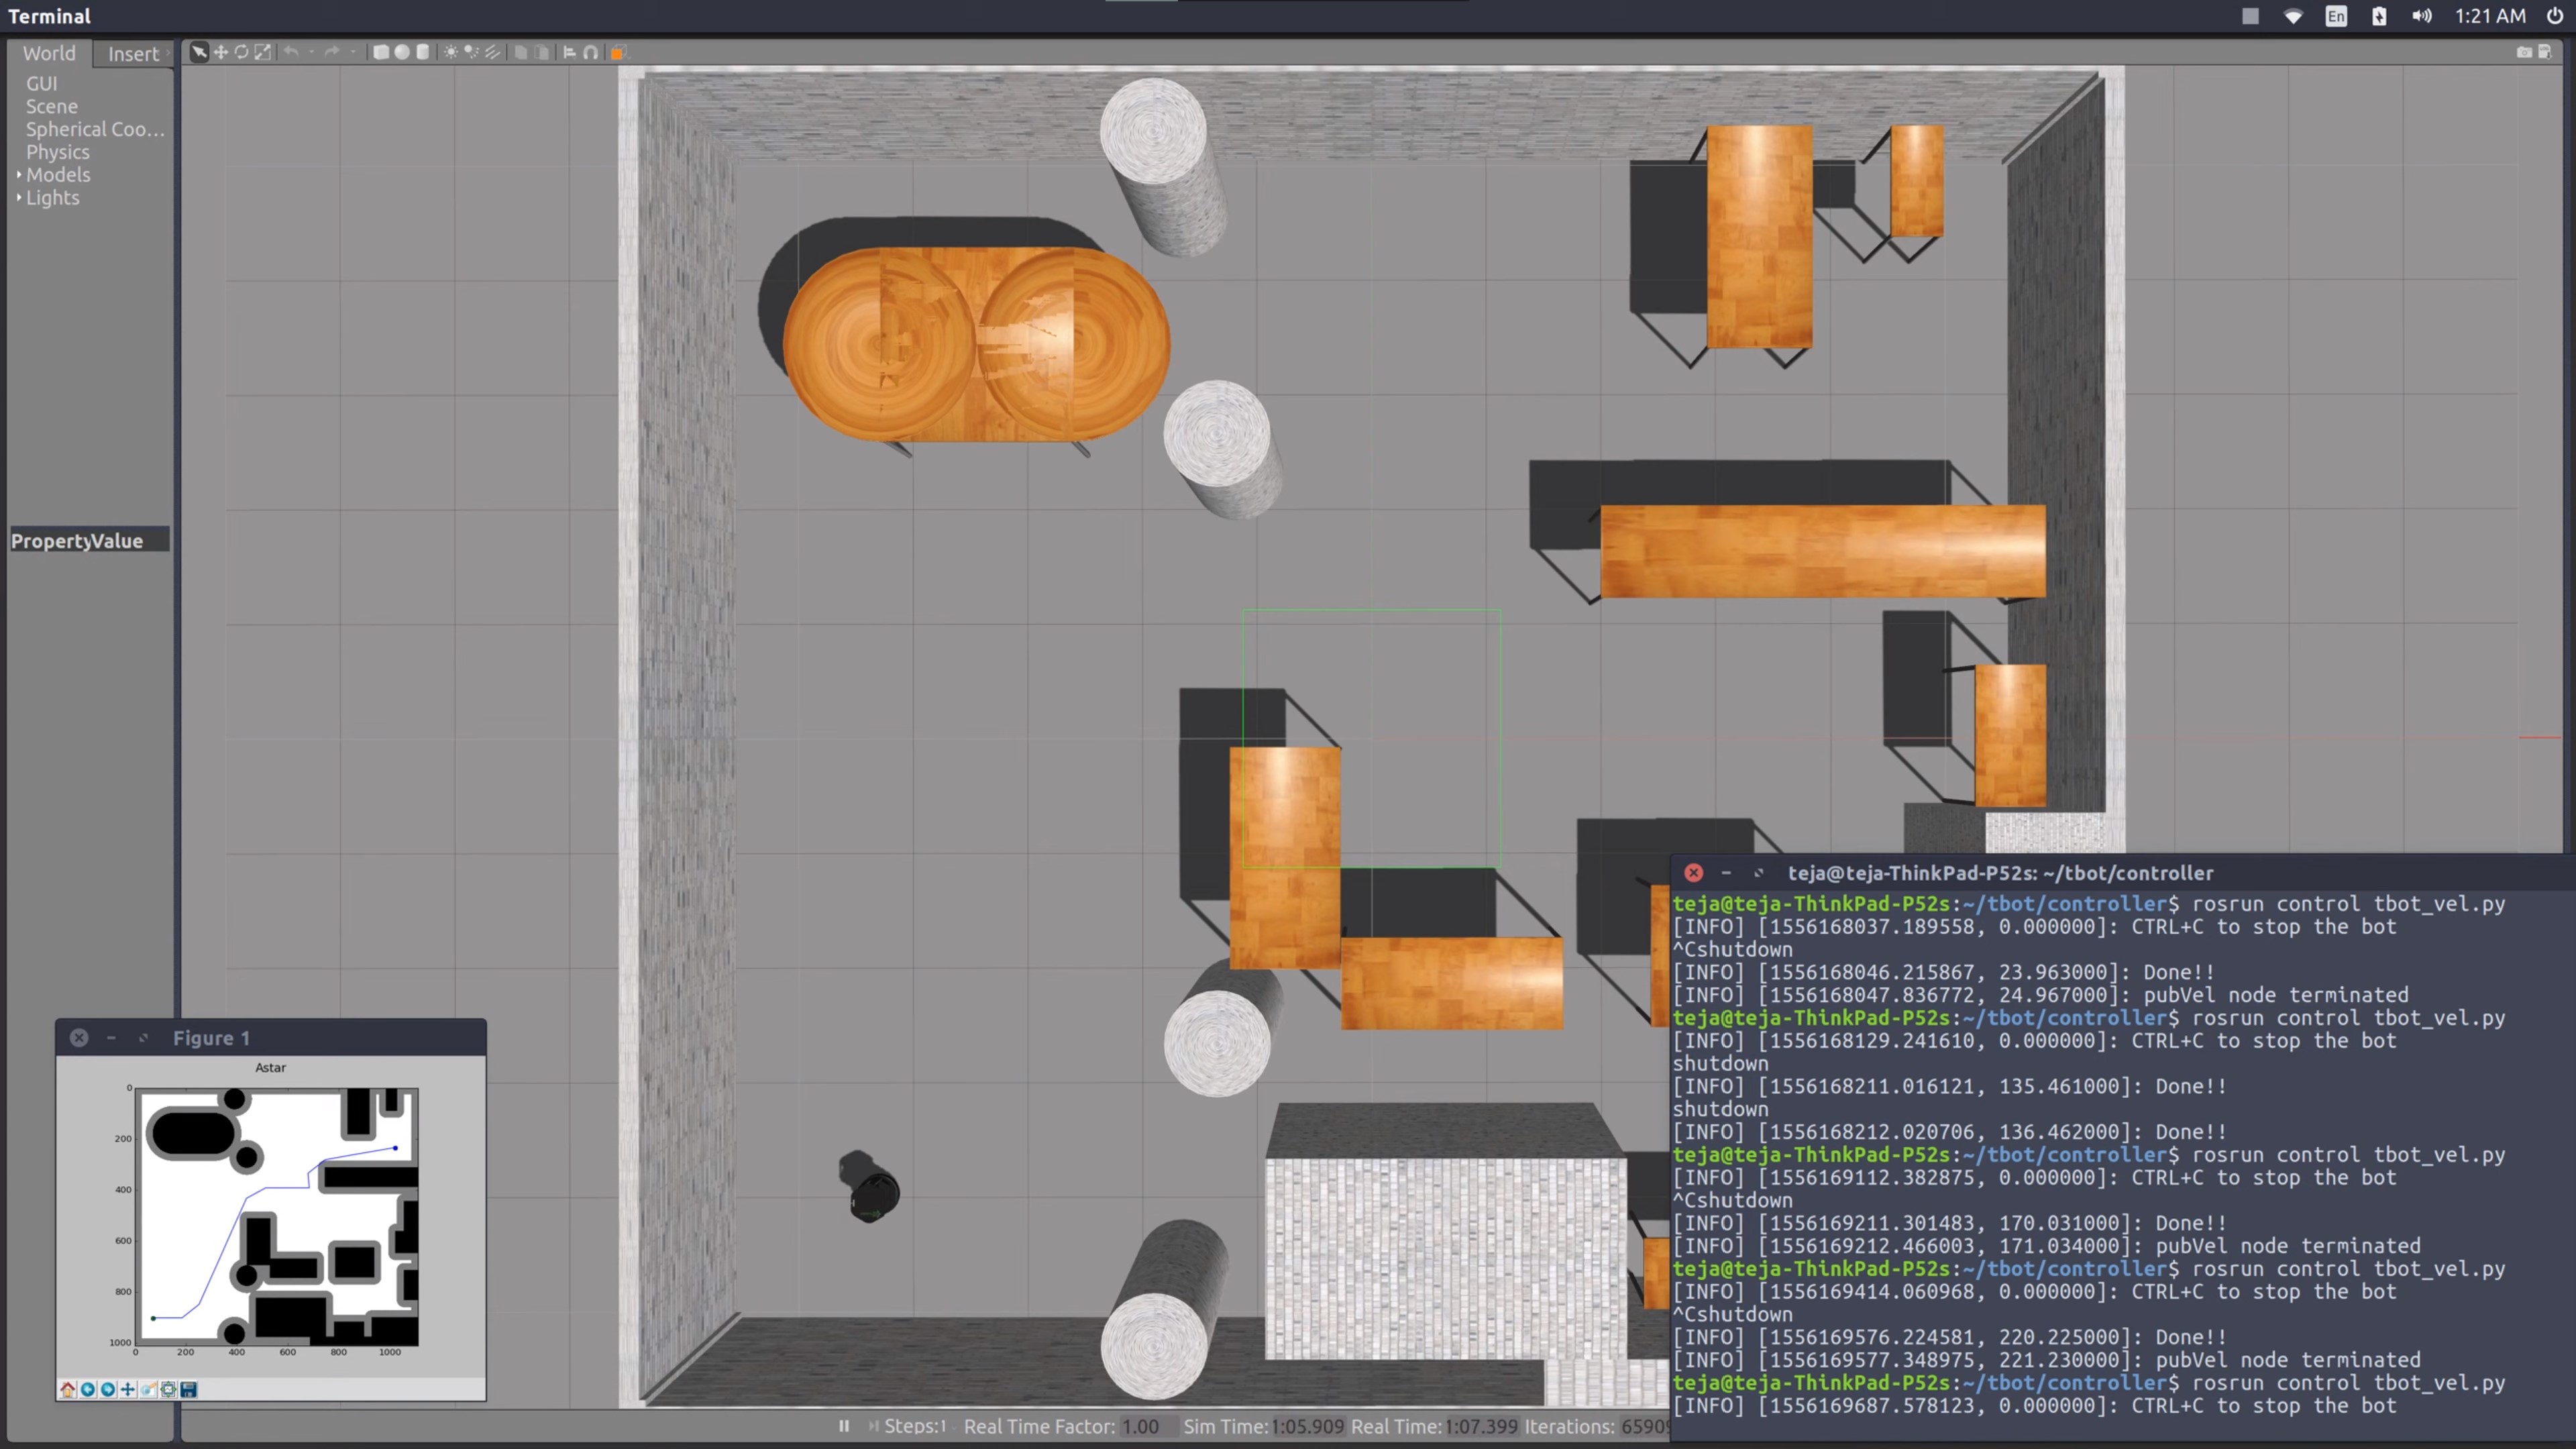 Terminal
En
1:21 AM
World
Insert
GUI
Scene
Spherical Coo...
Physics
Models
Lights
PropertyValue
Figure 1
Astar
0
200
400
600
800
1000
0 200 400 600 800 1000
teja@teja-ThinkPad-P52s: ~/tbot/controller
teja@teja-ThinkPad-P52s:~/tbot/controller$ rosrun control tbot_vel.py
[INFO] [1556168037.189558, 0.000000]: CTRL+C to stop the bot
^Cshutdown
[INFO] [1556168046.215867, 23.963000]: Done!!
[INFO] [1556168047.836772, 24.967000]: pubVel node terminated
teja@teja-ThinkPad-P52s:~/tbot/controller$ rosrun control tbot_vel.py
[INFO] [1556168129.241610, 0.000000]: CTRL+C to stop the bot
shutdown
[INFO] [1556168211.016121, 135.461000]: Done!!
shutdown
[INFO] [1556168212.020706, 136.462000]: Done!!
teja@teja-ThinkPad-P52s:~/tbot/controller$ rosrun control tbot_vel.py
[INFO] [1556169112.382875, 0.000000]: CTRL+C to stop the bot
^Cshutdown
[INFO] [1556169211.301483, 170.031000]: Done!!
[INFO] [1556169212.466003, 171.034000]: pubVel node terminated
teja@teja-ThinkPad-P52s:~/tbot/controller$ rosrun control tbot_vel.py
[INFO] [1556169414.060968, 0.000000]: CTRL+C to stop the bot
^Cshutdown
[INFO] [1556169576.224581, 220.225000]: Done!!
[INFO] [1556169577.348975, 221.230000]: pubVel node terminated
teja@teja-ThinkPad-P52s:~/tbot/controller$ rosrun control tbot_vel.py
[INFO] [1556169687.578123, 0.000000]: CTRL+C to stop the bot
Steps:1 Real Time Factor: 1.00 Sim Time: 1:05.909 Real Time: 1:07.399 Iterations: